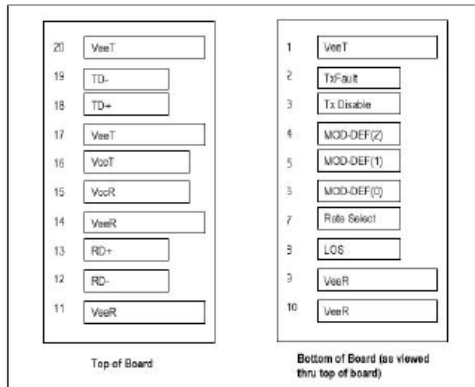 20 VeeT
19 TD-
18 TD+
17 VeeT
16 VccT
15 VccR
14 VeeR
13 RD+
12 RD-
11 VeeR
Top of Board
1 VeeT
2 TxFault
3 Tx Disable
4 MOD-DEF(2)
5 MOD-DEF(1)
6 MOD-DEF(0)
7 Rate Select
8 LOS
9 VeeR
10 VeeR
Bottom of Board (as viewed
thru top of board)